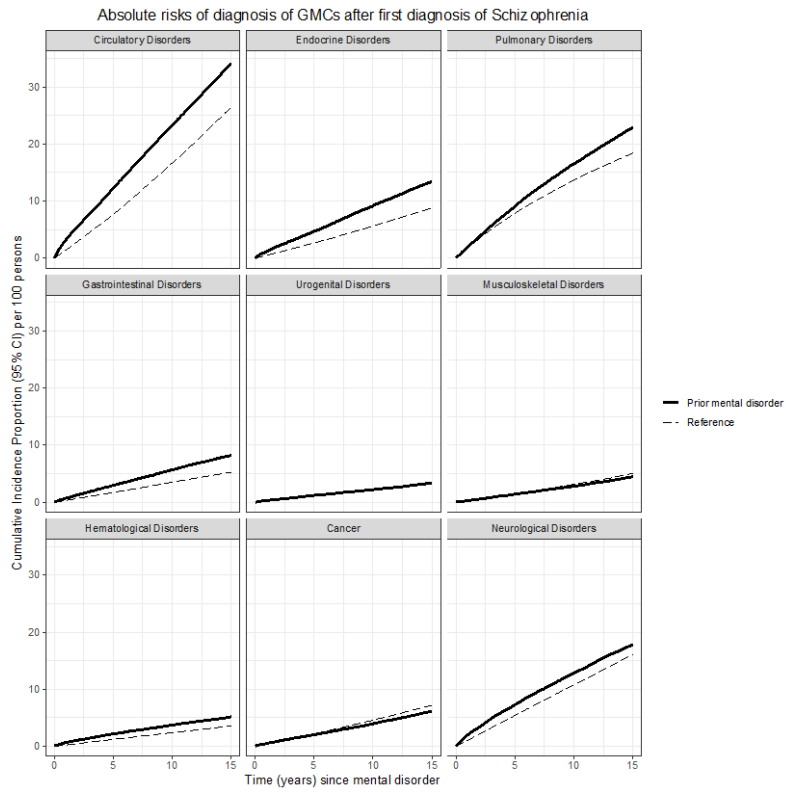 Absolute risks of diagnosis of GMCs after first diagnosis of Schizophrenia
Circulatory Disorders
Endocrine Disorders
Pulmonary Disorders
30
20
10
0
Gastrointestinal Disorders
Urogenital Disorders
Musculoskeletal Disorders
30
20
10
0
Hematological Disorders
Cancer
Neurological Disorders
30
20
10
0
0 5 10 15
0 5 10 15
0 5 10 15
Cumulative Incidence Proportion (95% CI) per 100 persons
Time (years) since mental disorder
Prior mental disorder
Reference